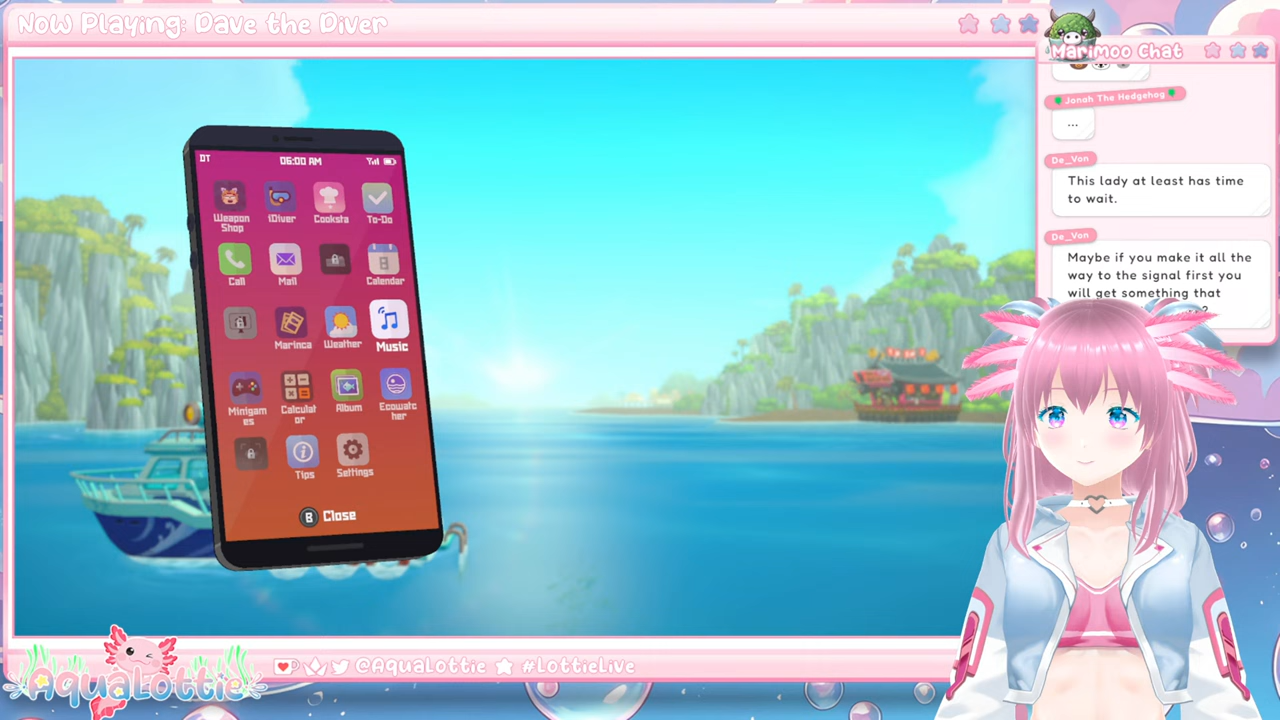 Now Playing: Dave the Diver
Marimoo Chat
Jonah The Hedgehog
...
De_Von
This lady at least has time
to wait.
De_Von
Maybe if you make it all the
way to the signal first you
will get something that
DT
06:00 AM
Weapon
Shop
iDiver
Cooksta
To-Do
Call
Mail
Calendar
Marinca
Weather
Music
Minigam
es
Calculat
or
Album
Ecowatc
her
Tips
Settings
B Close
AquaLottie
@AquaLottie
#LottieLive